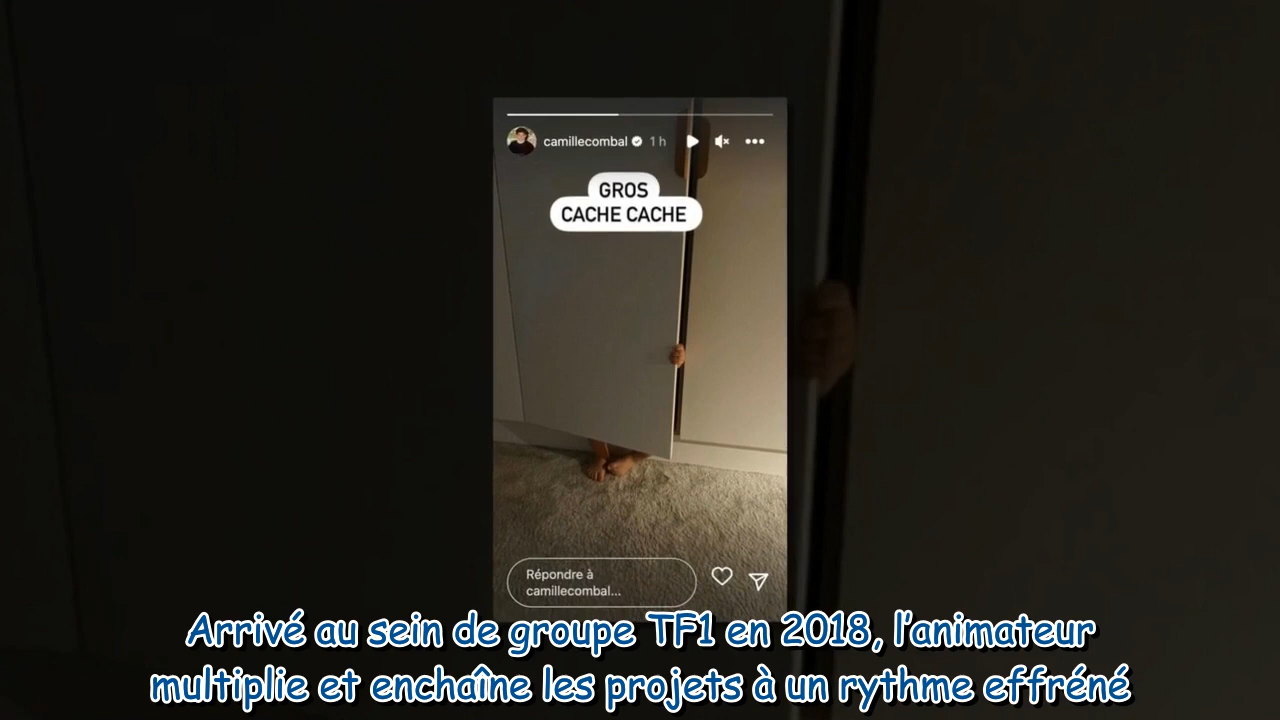 camillecombal 1 h
GROS
CACHE CACHE
Répondre à
camillecombal...
Arrivé au sein de groupe TF1 en 2018, l’animateur
multiplie et enchaîne les projets à un rythme effréné